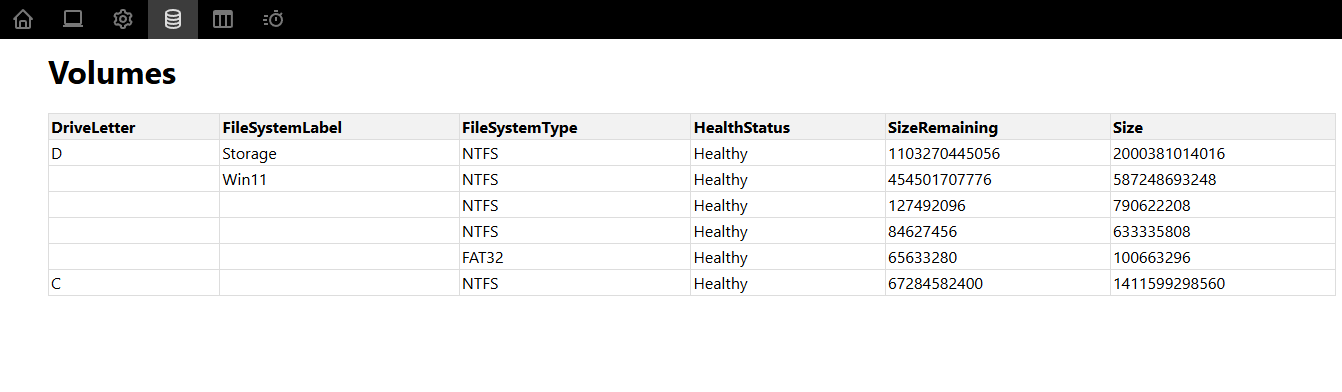 Volumes
DriveLetter FileSystemLabel FileSystemType HealthStatus SizeRemaining Size
D Storage NTFS Healthy 1103270445056 2000381014016
Win11 NTFS Healthy 454501707776 587248693248
NTFS Healthy 127492096 790622208
NTFS Healthy 84627456 633335808
FAT32 Healthy 65633280 100663296
C NTFS Healthy 67284582400 1411599298560